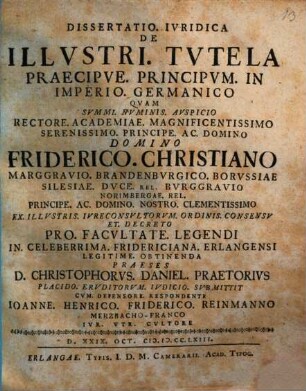 DISSERTATIO. IVRIDICA
DE
ILLVSTRI. TVTELA
PRAECIPVE. PRINCIPVM. IN
IMPERIO. GERMANICO
QVAM
SVMMI. NVMINIS. AVSPICIO
RECTORE. ACADEMIAE. MAGNIFICENTISSIMO
SERENISSIMO. PRINCIPE. AC. DOMINO
DOMINO
FRIDERICO. CHRISTIANO
MARGGRAVIO. BRANDENBVRGICO. BORVSSIAE
SILESIAE. DVCE. REL. BVRGGRAVIO
NORIMBERGAE. REL.
PRINCIPE. AC. DOMINO. NOSTRO. CLEMENTISSIMO
EX. ILLVSTRIS. IVRECONSVLTORVM. ORDINIS. CONSENSV
ET. DECRETO
PRO. FACVLTATE. LEGENDI
IN. CELEBERRIMA. FRIDERICIANA. ERLANGENSI
LEGITIME. OBTINENDA
PRAESES
D. CHRISTOPHORVS. DANIEL. PRAETORIVS
PLACIDO. ERVDITORVM. IVDICIO. SVBMITTIT
CVM. DEFENSORE. RESPONDENTE
IOANNE. HENRICO. FRIDERICO. REINMANNO
MERZBACHO-FRANCO
IVR. VTR. CVLTORE
D. XXIX. OCT. CIƆ.IƆ.CC.LXIII.
ERLANGAE. TYPIS. I. D. M. CAMERARII. ACAD. TIPOG.